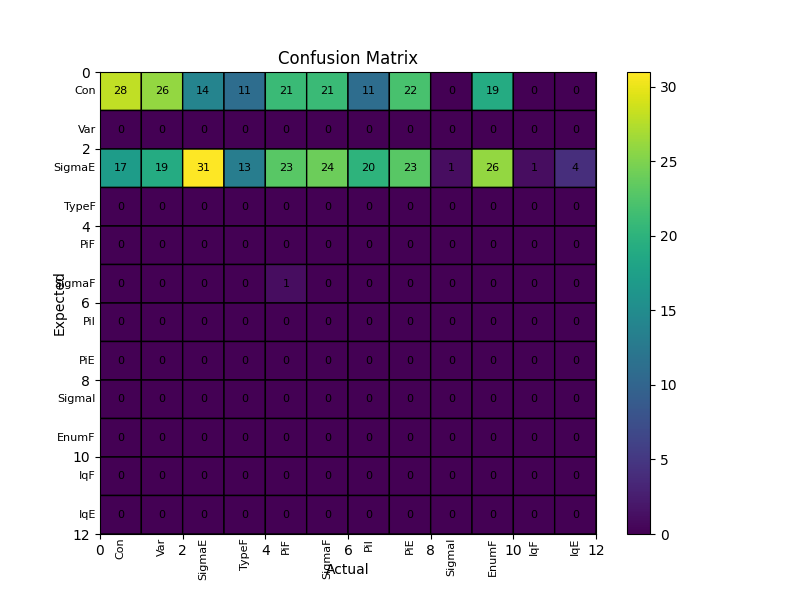 Confusion Matrix
0
Con 28 26 14 11 21 21 11 22 0 19 0 0
Var 0 0 0 0 0 0 0 0 0 0 0 0
2
SigmaE 17 19 31 13 23 24 20 23 1 26 1 4
TypeF 0 0 0 0 0 0 0 0 0 0 0 0
4
PiF 0 0 0 0 0 0 0 0 0 0 0 0
SigmaF 0 0 0 0 1 0 0 0 0 0 0 0
Expected
6
PiI 0 0 0 0 0 0 0 0 0 0 0 0
PiE 0 0 0 0 0 0 0 0 0 0 0 0
8
SigmaI 0 0 0 0 0 0 0 0 0 0 0 0
EnumF 0 0 0 0 0 0 0 0 0 0 0 0
10
IqF 0 0 0 0 0 0 0 0 0 0 0 0
IqE 0 0 0 0 0 0 0 0 0 0 0 0
12
0 2 4 6 8 10 12
Con Var SigmaE TypeF PiF SigmaF PiI PiE SigmaI EnumF IqF IqE
Actual
30
25
20
15
10
5
0